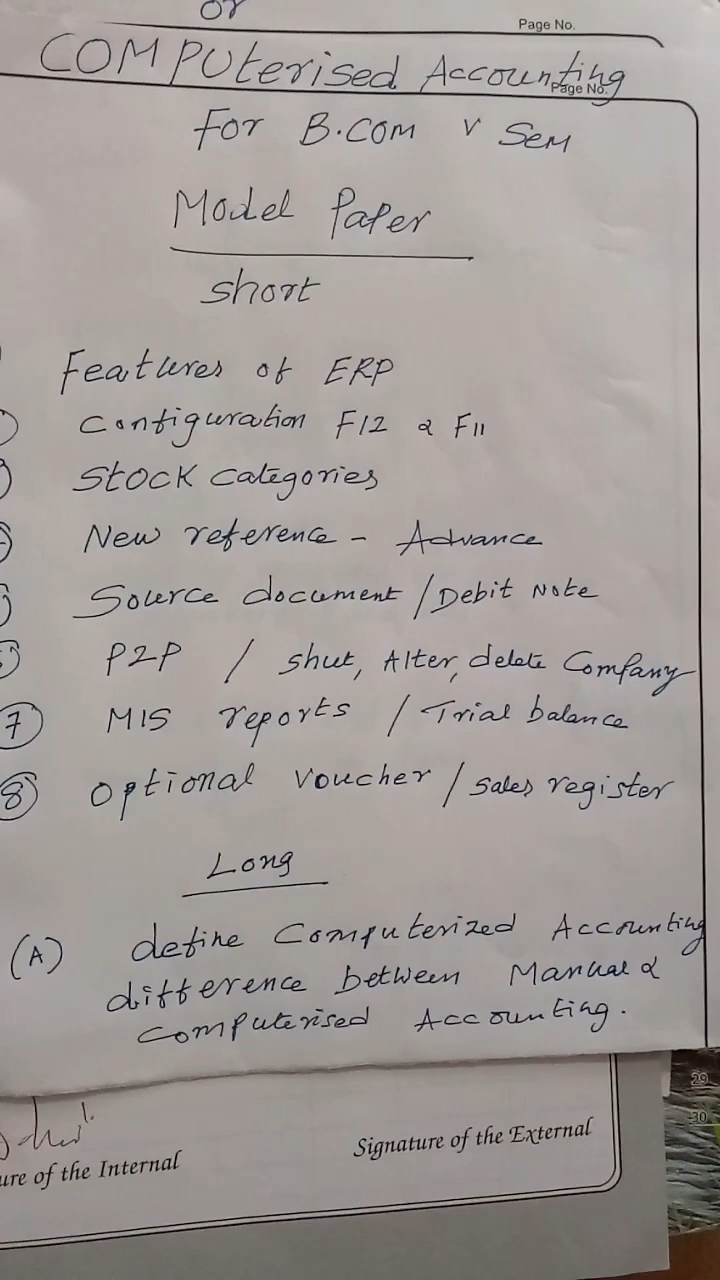 or
Page No.
COMPUterised Accounting
Page No.
For B.COM V SEM
Model Paper
short
Features of ERP
Configuration F12 & F11
Stock categories
New reference - Advance
Source document / Debit Note
P2P / shut, Alter, delete Company
7 MIS reports / Trial balance
8 Optional voucher / Sales register
Long
(A) define Computerized Accounting
difference between Manual &
Computerised Accounting.
ure of the Internal
Signature of the External
29
30